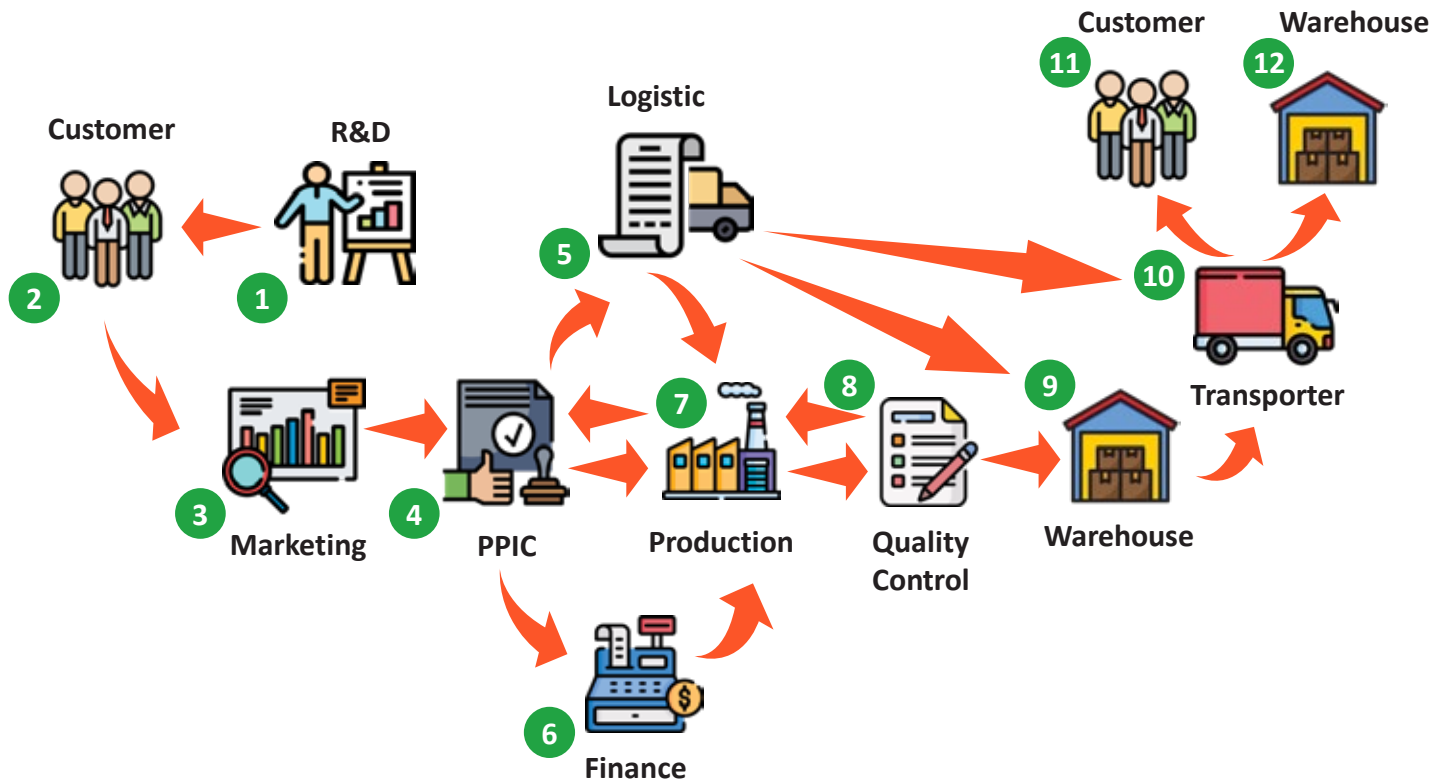 Customer
Warehouse
11
12
Logistic
Customer
R&D
5
10
2
1
Transporter
9
8
7
3
4
Marketing
PPIC
Production
Quality
Control
Warehouse
$
6
Finance